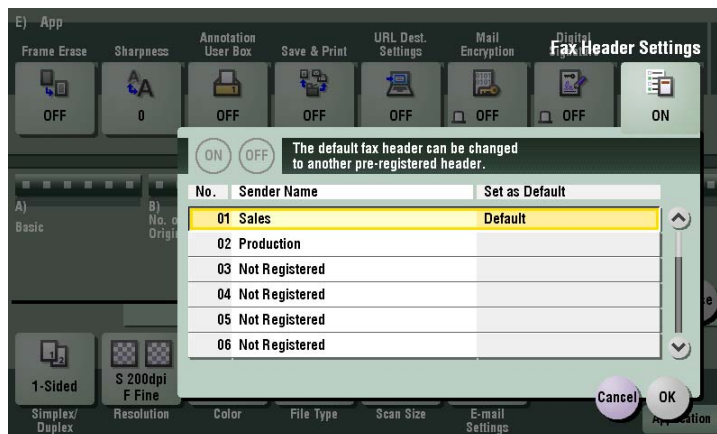 E) App
Frame Erase
Sharpness
Annotation
User Box
Save & Print
URL Dest.
Settings
Mail
Encryption
Digital
Fax Header Settings
OFF
0
OFF
OFF
OFF
OFF
OFF
ON
ON
OFF
The default fax header can be changed
to another pre-registered header.
No. Sender Name Set as Default
01 Sales Default
02 Production
03 Not Registered
04 Not Registered
05 Not Registered
06 Not Registered
A)
Basic
B)
No. o
Origi
1-Sided
S 200dpi
F Fine
Cancel
OK
Simplex/
Duplex
Resolution
Color
File Type
Scan Size
E-mail
Settings